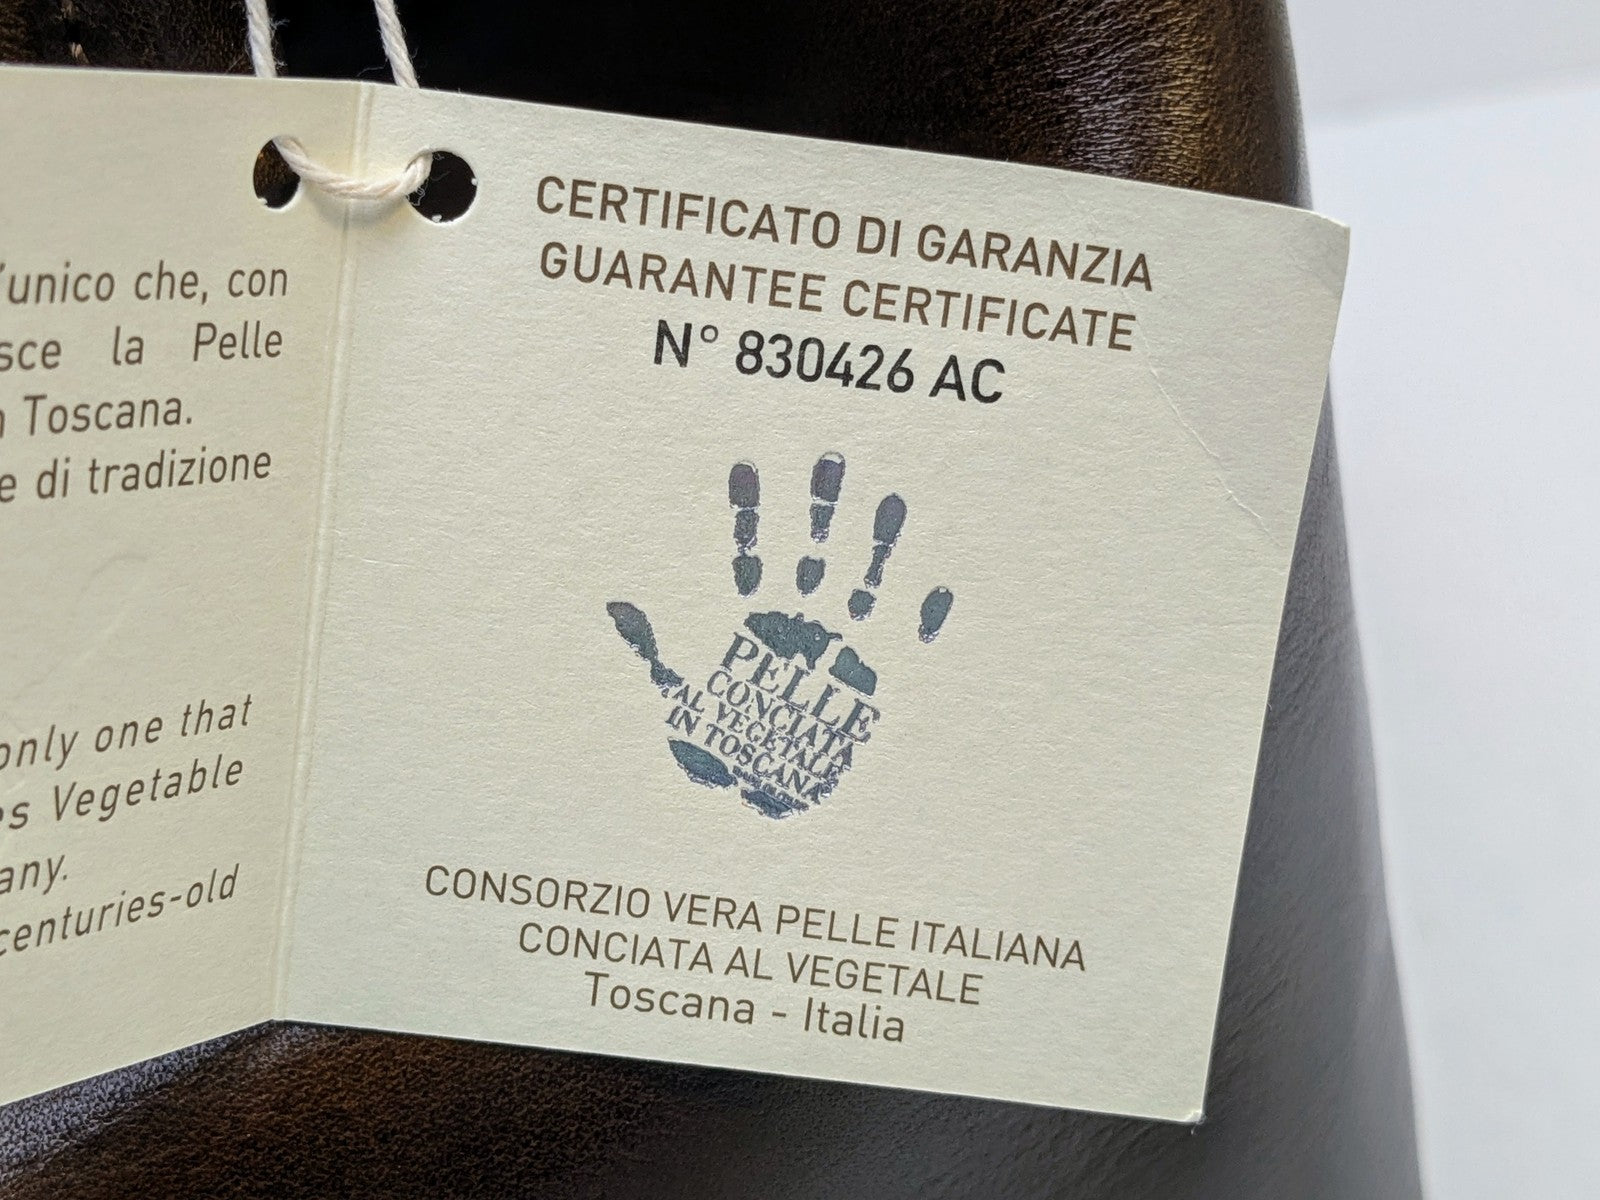 'unico che, con
sce la Pelle
n Toscana.
e di tradizione
only one that
es Vegetable
any.
centuries-old
CERTIFICATO DI GARANZIA
GUARANTEE CERTIFICATE
N° 830426 AC
PELLE
CONCIATA
AL VEGETALE
IN TOSCANA
CONSORZIO VERA PELLE ITALIANA
CONCIATA AL VEGETALE
Toscana - Italia